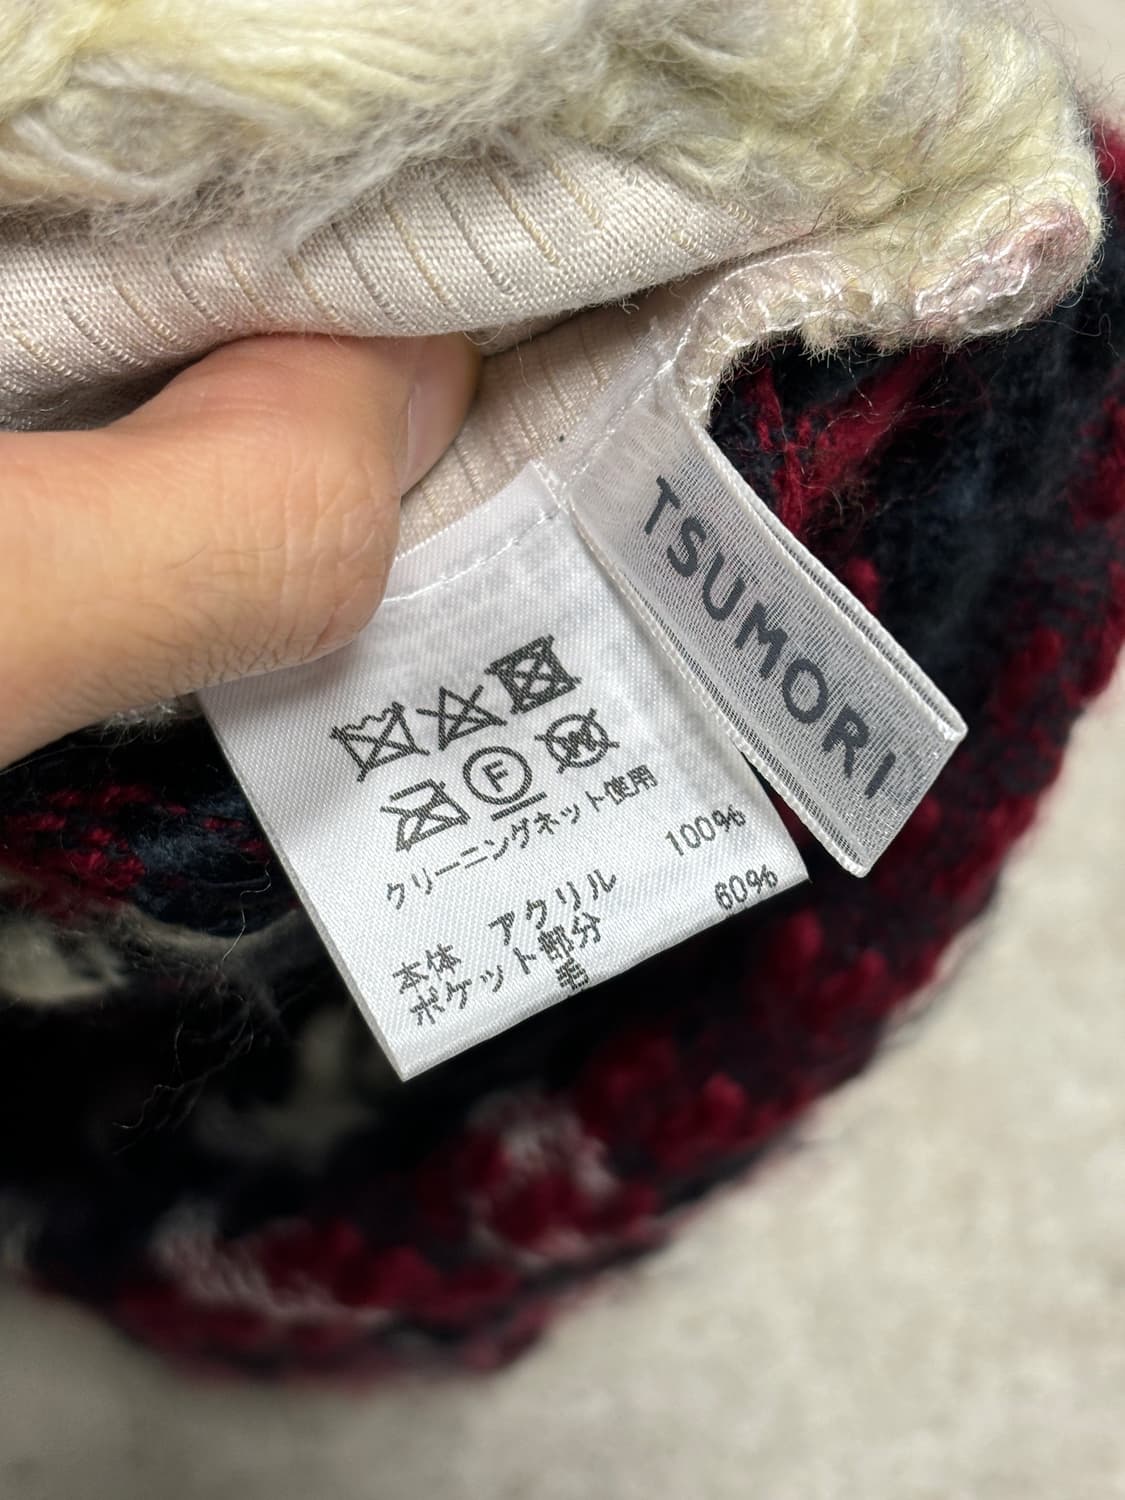 TSUMORI
F
W
クリーニングネット使用
本体 アクリル 100%
ポケット部分
毛 60%